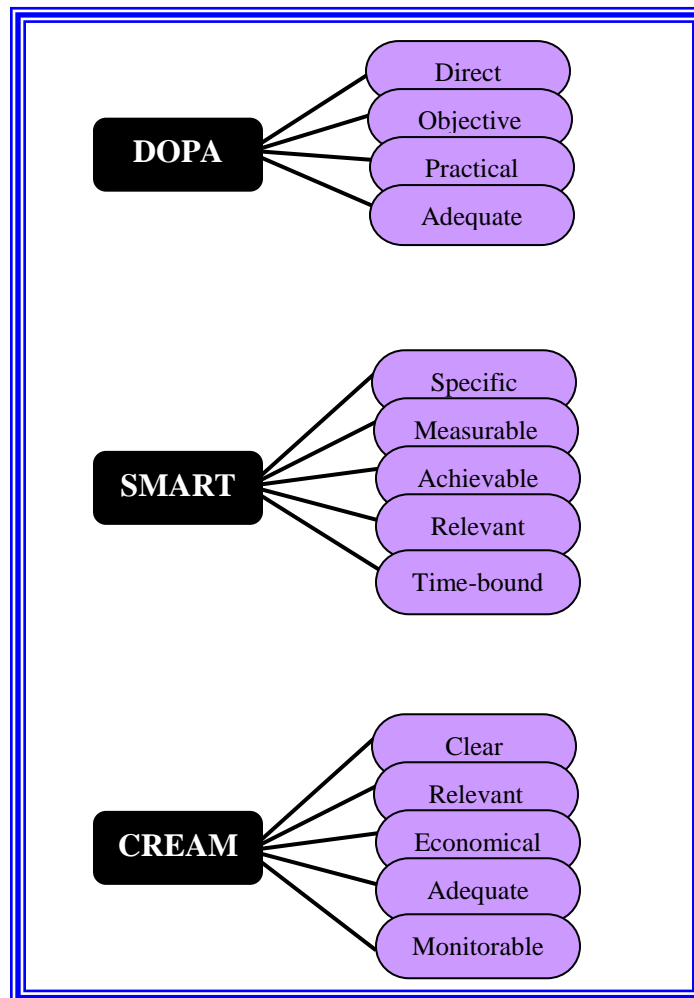 DOPA
Direct
Objective
Practical
Adequate
SMART
Specific
Measurable
Achievable
Relevant
Time-bound
CREAM
Clear
Relevant
Economical
Adequate
Monitorable